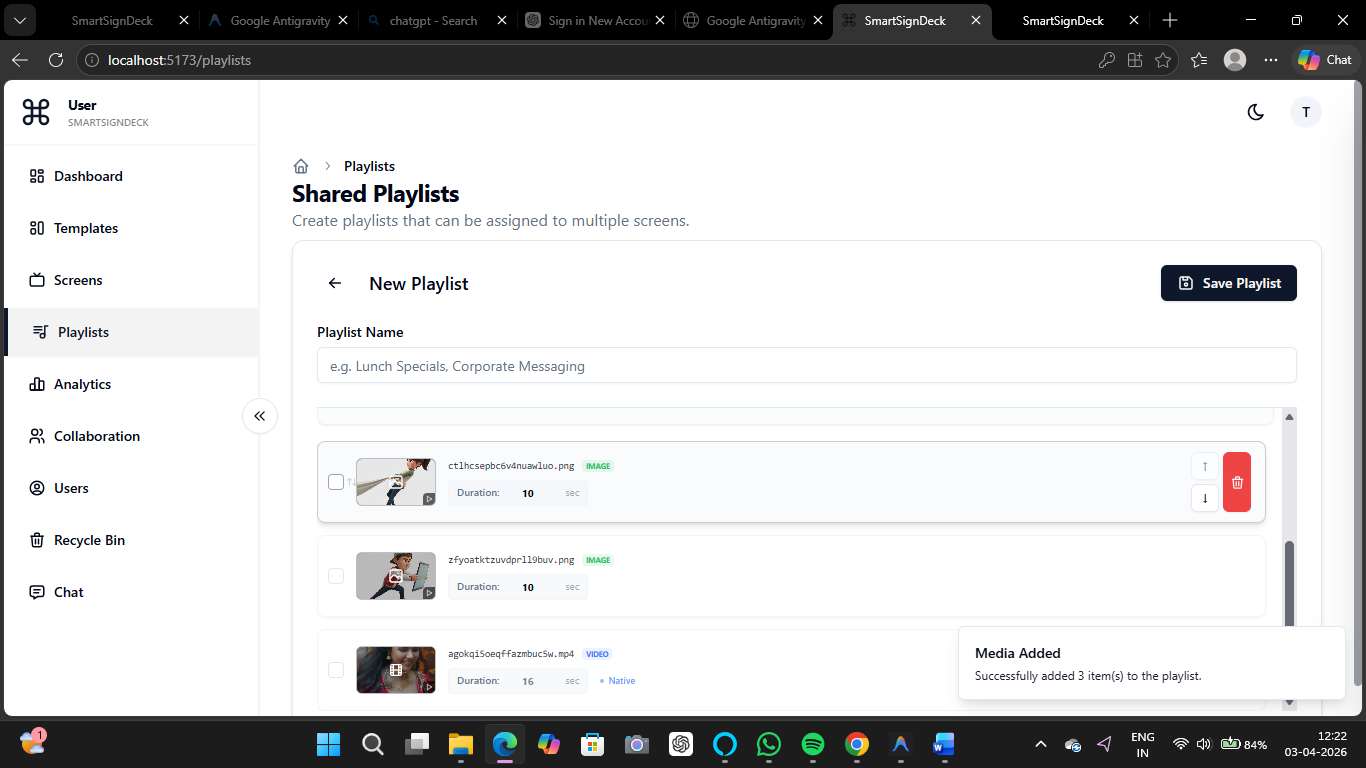 SmartSignDeck
Google Antigravity
chatgpt - Search
Sign in New Accou
Google Antigravity
SmartSignDeck
SmartSignDeck
localhost:5173/playlists
Chat
User
SMARTSIGNDECK
T
Dashboard
Templates
Screens
Playlists
Analytics
Collaboration
Users
Recycle Bin
Chat
Playlists
Shared Playlists
Create playlists that can be assigned to multiple screens.
New Playlist
Save Playlist
Playlist Name
e.g. Lunch Specials, Corporate Messaging
ctlhcsepbc6v4nuawluo.png IMAGE
Duration: 10 sec
zfyoatktzuvdprll9buv.png IMAGE
Duration: 10 sec
agokqi5oeqffazmbuc5w.mp4 VIDEO
Duration: 16 sec Native
Media Added
Successfully added 3 item(s) to the playlist.
1
ENG
IN
84%
12:22
03-04-2026